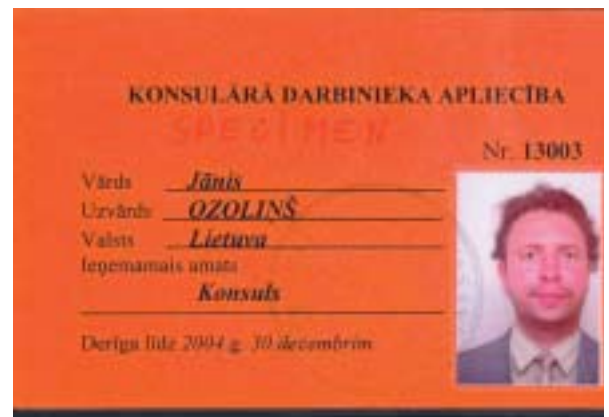 KONSULĀRĀ DARBINIEKA APLIECĪBA
SPECIMEN
Nr. 13003
Vārds Jānis
Uzvārds OZOLIŅŠ
Valsts Lietuva
Ieņemamais amats
Konsuls
Derīga līdz 2004 g. 30 decembrim